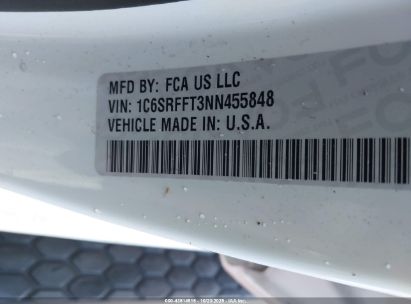 MFD BY: FCA US LLC
VIN: 1C6SRFFT3NN455848
VEHICLE MADE IN: U.S.A.